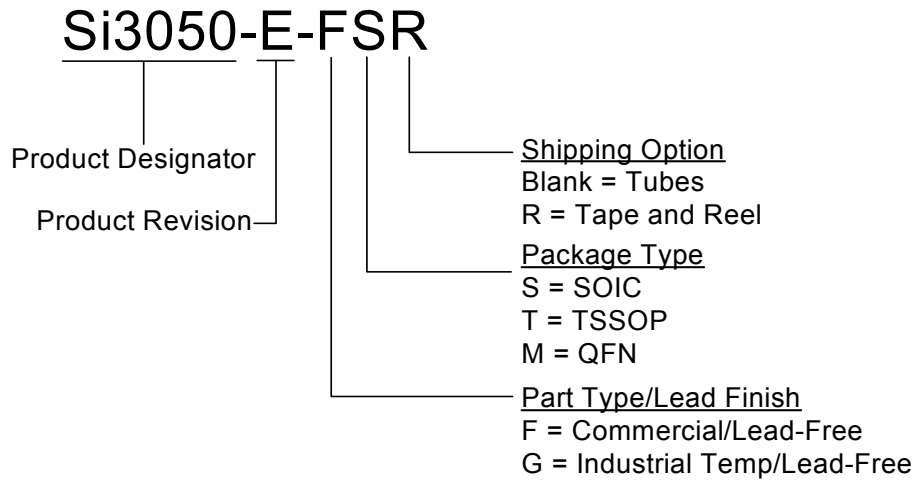 Si3050-E-FSR
Product Designator
Product Revision
Shipping Option
Blank = Tubes
R = Tape and Reel
Package Type
S = SOIC
T = TSSOP
M = QFN
Part Type/Lead Finish
F = Commercial/Lead-Free
G = Industrial Temp/Lead-Free